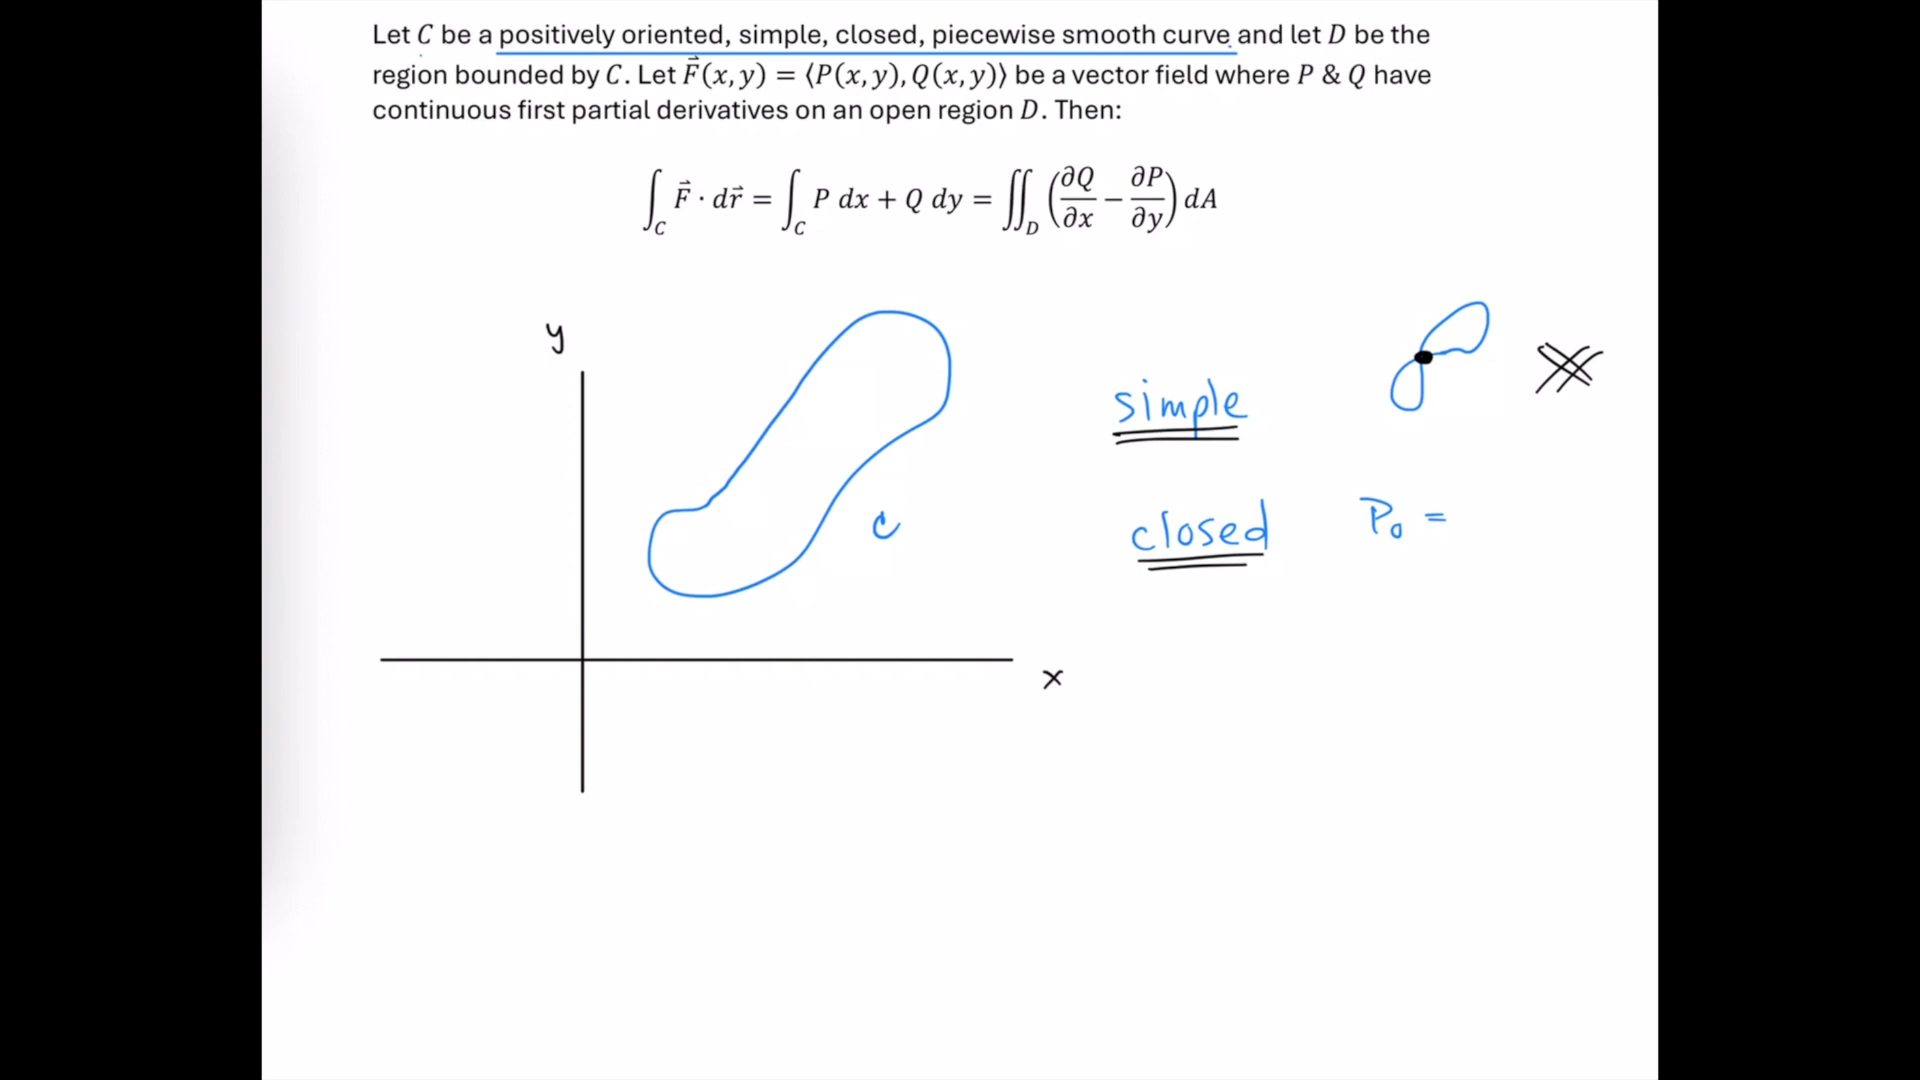 Let C be a positively oriented, simple, closed, piecewise smooth curve and let D be the
region bounded by C. Let F⃗(x, y) = ⟨P(x, y), Q(x, y)⟩ be a vector field where P & Q have
continuous first partial derivatives on an open region D. Then:
∫_C F⃗ · dr⃗ = ∫_C P dx + Q dy = ∬_D (∂Q/∂x − ∂P/∂y) dA
y
simple
closed P₀ =
C
x